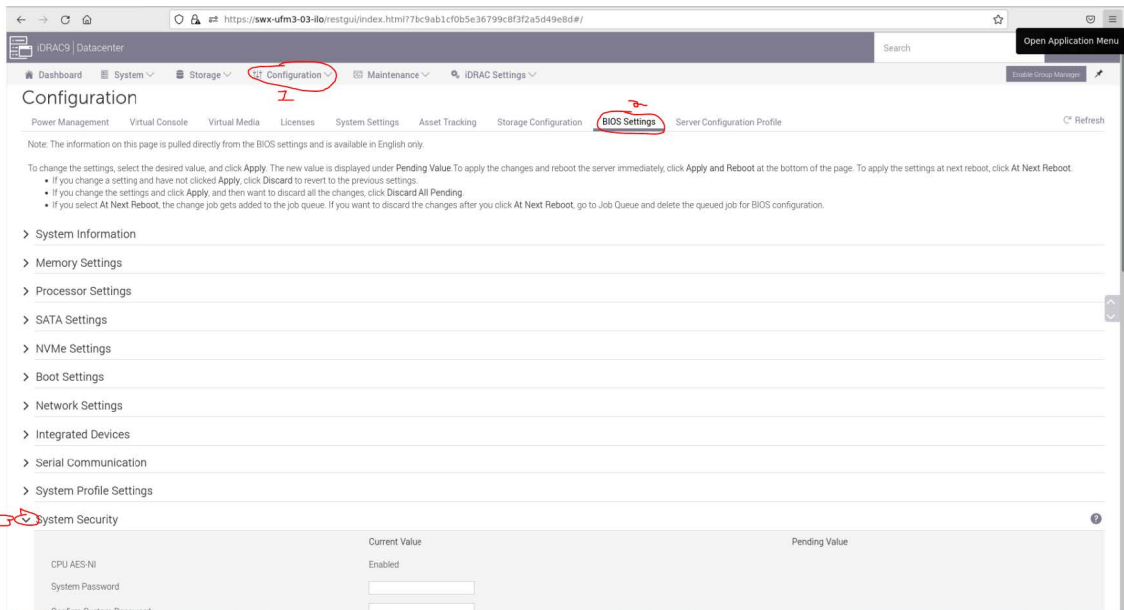 https://swx-ufm3-03-ilo/restgui/index.html?7bc9ab1cf0b5e36799c8f3f2a5d49e8d#/
Open Application Menu
iDRAC9 | Datacenter
Search
Dashboard System Storage Configuration Maintenance iDRAC Settings
Enable Group Manager
Configuration
1
2
Power Management Virtual Console Virtual Media Licenses System Settings Asset Tracking Storage Configuration BIOS Settings Server Configuration Profile
Refresh
Note: The information on this page is pulled directly from the BIOS settings and is available in English only.
To change the settings, select the desired value, and click Apply. The new value is displayed under Pending Value.To apply the changes and reboot the server immediately, click Apply and Reboot at the bottom of the page. To apply the settings at next reboot, click At Next Reboot.
• If you change a setting and have not clicked Apply, click Discard to revert to the previous settings.
• If you change the settings and click Apply, and then want to discard all the changes, click Discard All Pending.
• If you select At Next Reboot, the change job gets added to the job queue. If you want to discard the changes after you click At Next Reboot, go to Job Queue and delete the queued job for BIOS configuration.
System Information
Memory Settings
Processor Settings
SATA Settings
NVMe Settings
Boot Settings
Network Settings
Integrated Devices
Serial Communication
System Profile Settings
3 System Security
Current Value Pending Value
CPU AES-NI Enabled
System Password